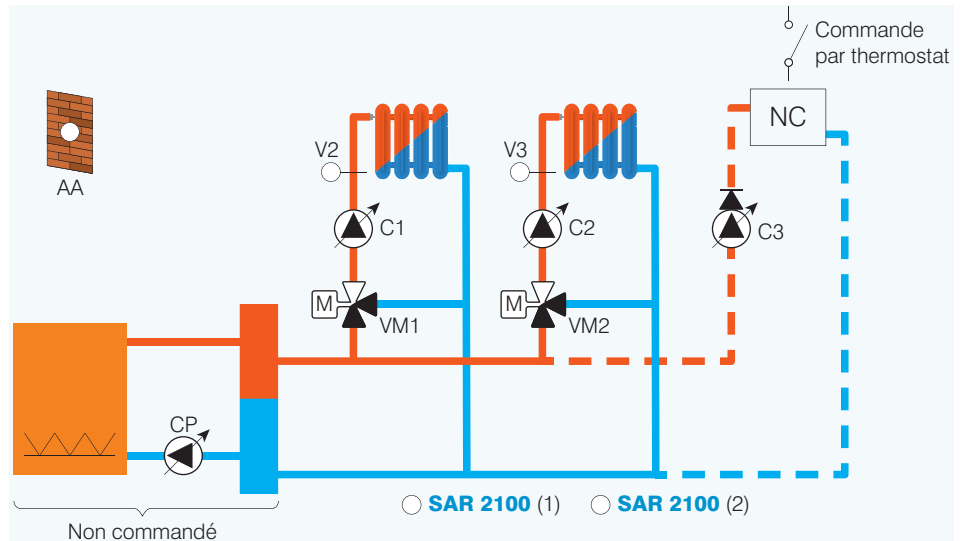 Commande
par thermostat
NC
V2
V3
AA
C1
C2
C3
M
VM1
M
VM2
CP
SAR 2100 (1)
SAR 2100 (2)
Non commandé